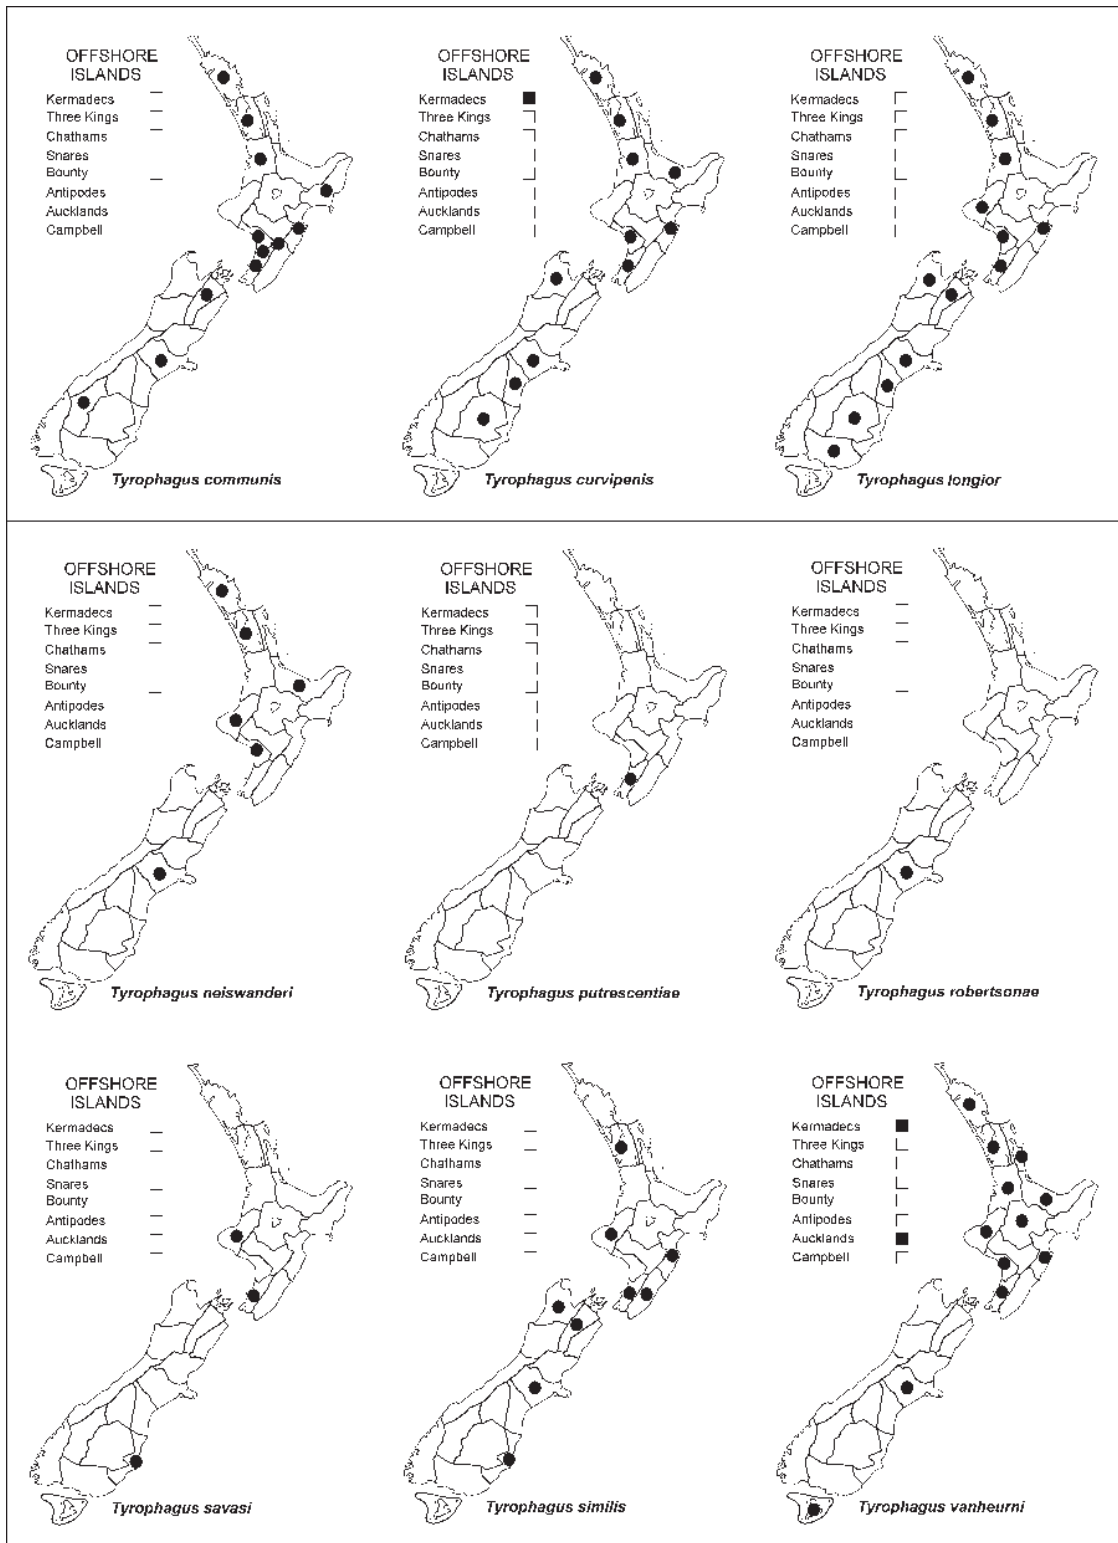 OFFSHORE
ISLANDS
Kermadecs
Three Kings
Chathams
Snares
Bounty
Antipodes
Aucklands
Campbell
Tyrophagus communis
OFFSHORE
ISLANDS
Kermadecs
Three Kings
Chathams
Snares
Bounty
Antipodes
Aucklands
Campbell
Tyrophagus curvipenis
OFFSHORE
ISLANDS
Kermadecs
Three Kings
Chathams
Snares
Bounty
Antipodes
Aucklands
Campbell
Tyrophagus longior
OFFSHORE
ISLANDS
Kermadecs
Three Kings
Chathams
Snares
Bounty
Antipodes
Aucklands
Campbell
Tyrophagus neiswanderi
OFFSHORE
ISLANDS
Kermadecs
Three Kings
Chathams
Snares
Bounty
Antipodes
Aucklands
Campbell
Tyrophagus putrescentiae
OFFSHORE
ISLANDS
Kermadecs
Three Kings
Chathams
Snares
Bounty
Antipodes
Aucklands
Campbell
Tyrophagus robertsonae
OFFSHORE
ISLANDS
Kermadecs
Three Kings
Chathams
Snares
Bounty
Antipodes
Aucklands
Campbell
Tyrophagus savasi
OFFSHORE
ISLANDS
Kermadecs
Three Kings
Chathams
Snares
Bounty
Antipodes
Aucklands
Campbell
Tyrophagus similis
OFFSHORE
ISLANDS
Kermadecs
Three Kings
Chathams
Snares
Bounty
Antipodes
Aucklands
Campbell
Tyrophagus vanheurni